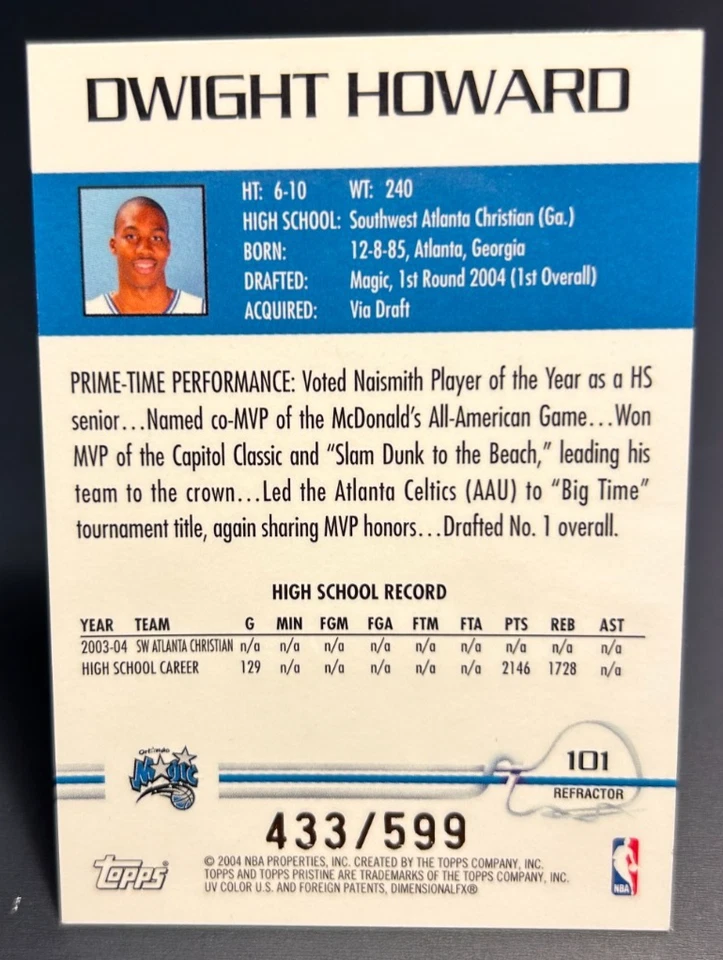 DWIGHT HOWARD
HT: 6-10 WT: 240
HIGH SCHOOL: Southwest Atlanta Christian (Ga.)
BORN: 12-8-85, Atlanta, Georgia
DRAFTED: Magic, 1st Round 2004 (1st Overall)
ACQUIRED: Via Draft
PRIME-TIME PERFORMANCE: Voted Naismith Player of the Year as a HS
senior...Named co-MVP of the McDonald's All-American Game...Won
MVP of the Capitol Classic and "Slam Dunk to the Beach," leading his
team to the crown...Led the Atlanta Celtics (AAU) to "Big Time"
tournament title, again sharing MVP honors...Drafted No. 1 overall.
HIGH SCHOOL RECORD
YEAR TEAM G MIN FGM FGA FTM FTA PTS REB AST
2003-04 SW ATLANTA CHRISTIAN n/a n/a n/a n/a n/a n/a n/a n/a n/a
HIGH SCHOOL CAREER 129 n/a n/a n/a n/a n/a 2146 1728 n/a
Orlando
Magic
101
REFRACTOR
433/599
Topps®
© 2004 NBA PROPERTIES, INC. CREATED BY THE TOPPS COMPANY, INC.
TOPPS AND TOPPS PRISTINE ARE TRADEMARKS OF THE TOPPS COMPANY, INC.
UV COLOR U.S. AND FOREIGN PATENTS, DIMENSIONALFX®
NBA